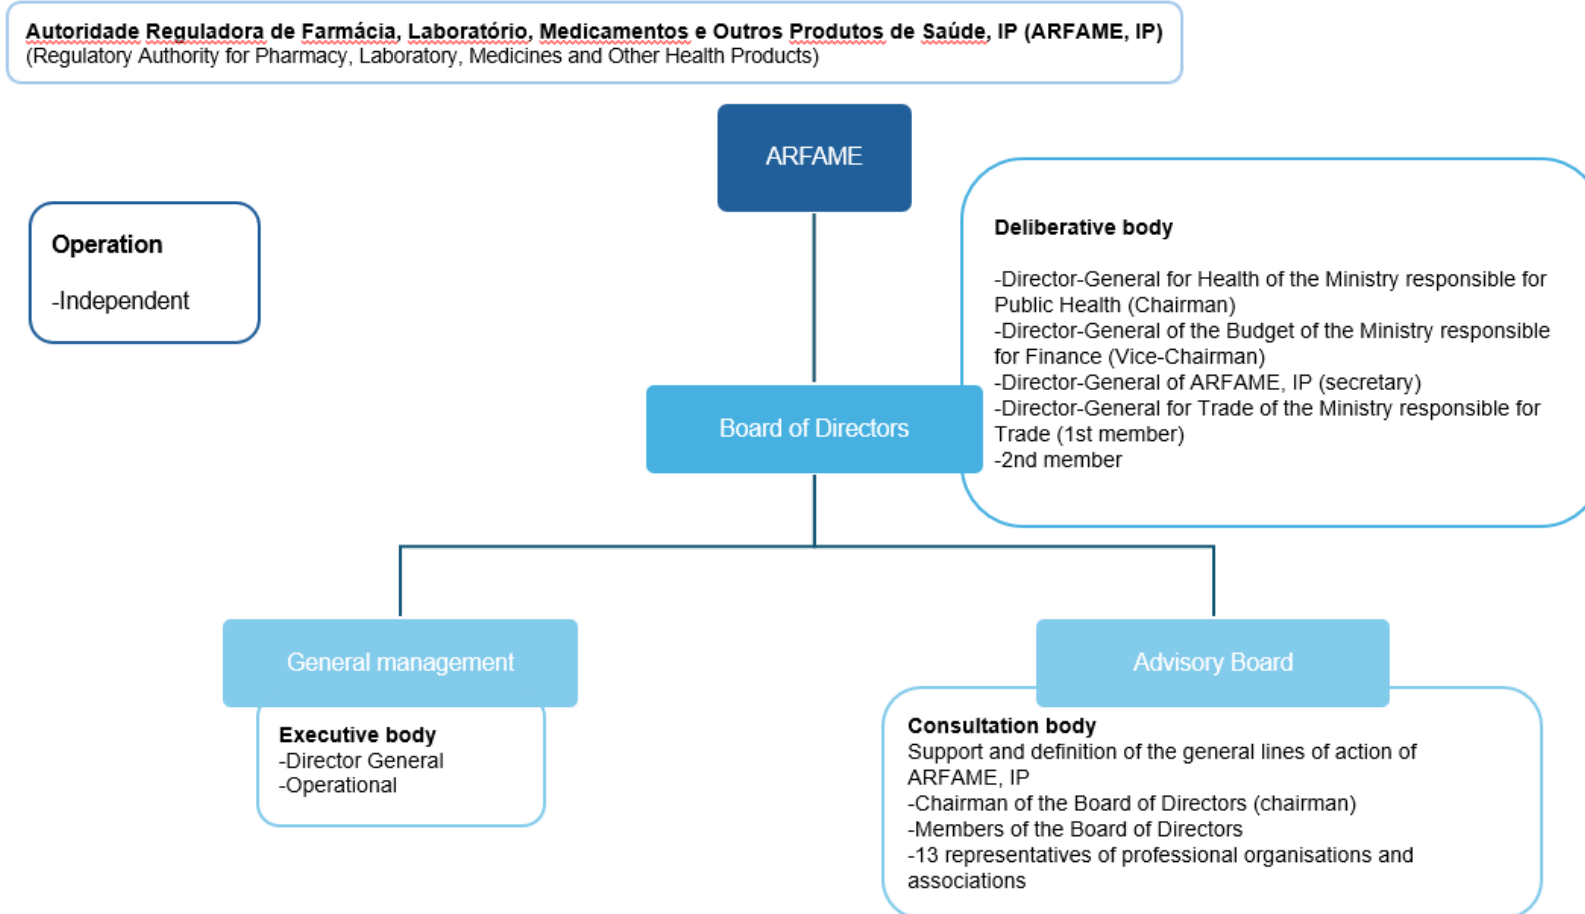 Autoridade Reguladora de Farmácia, Laboratório, Medicamentos e Outros Produtos de Saúde, IP (ARFAME, IP)
(Regulatory Authority for Pharmacy, Laboratory, Medicines and Other Health Products)
ARFAME
Operation
-Independent
Deliberative body
-Director-General for Health of the Ministry responsible for
Public Health (Chairman)
-Director-General of the Budget of the Ministry responsible
for Finance (Vice-Chairman)
-Director-General of ARFAME, IP (secretary)
-Director-General for Trade of the Ministry responsible for
Trade (1st member)
-2nd member
Board of Directors
General management
Executive body
-Director General
-Operational
Advisory Board
Consultation body
Support and definition of the general lines of action of
ARFAME, IP
-Chairman of the Board of Directors (chairman)
-Members of the Board of Directors
-13 representatives of professional organisations and
associations